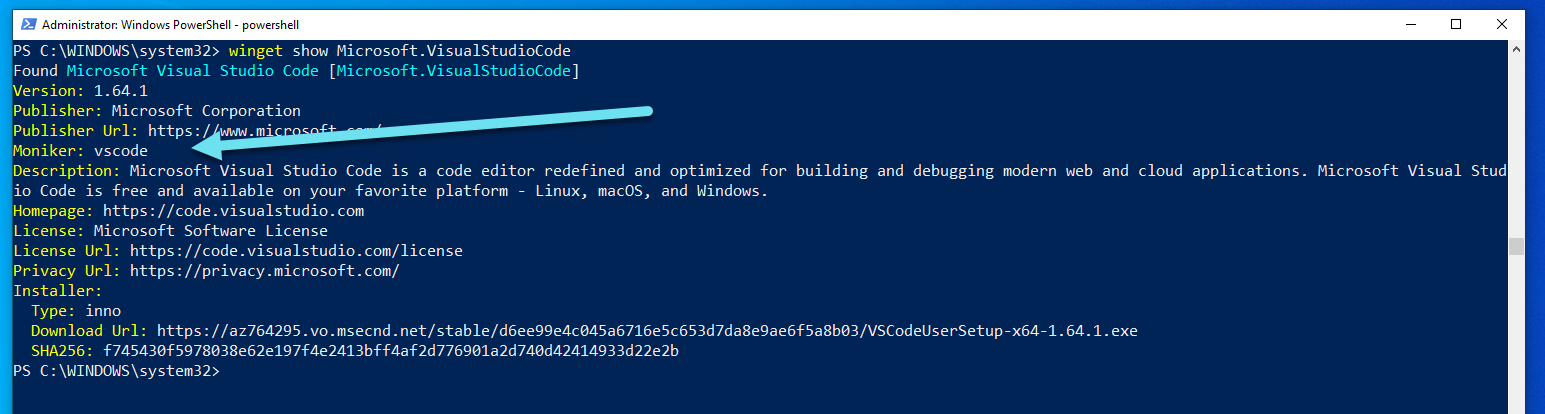 Administrator: Windows PowerShell - powershell
PS C:\WINDOWS\system32> winget show Microsoft.VisualStudioCode
Found Microsoft Visual Studio Code [Microsoft.VisualStudioCode]
Version: 1.64.1
Publisher: Microsoft Corporation
Publisher Url: https://www.microsoft.com/
Moniker: vscode
Description: Microsoft Visual Studio Code is a code editor redefined and optimized for building and debugging modern web and cloud applications. Microsoft Visual Stud
io Code is free and available on your favorite platform - Linux, macOS, and Windows.
Homepage: https://code.visualstudio.com
License: Microsoft Software License
License Url: https://code.visualstudio.com/license
Privacy Url: https://privacy.microsoft.com/
Installer:
  Type: inno
  Download Url: https://az764295.vo.msecnd.net/stable/d6ee99e4c045a6716e5c653d7da8e9ae6f5a8b03/VSCodeUserSetup-x64-1.64.1.exe
  SHA256: f745430f5978038e62e197f4e2413bff4af2d776901a2d740d42414933d22e2b
PS C:\WINDOWS\system32>